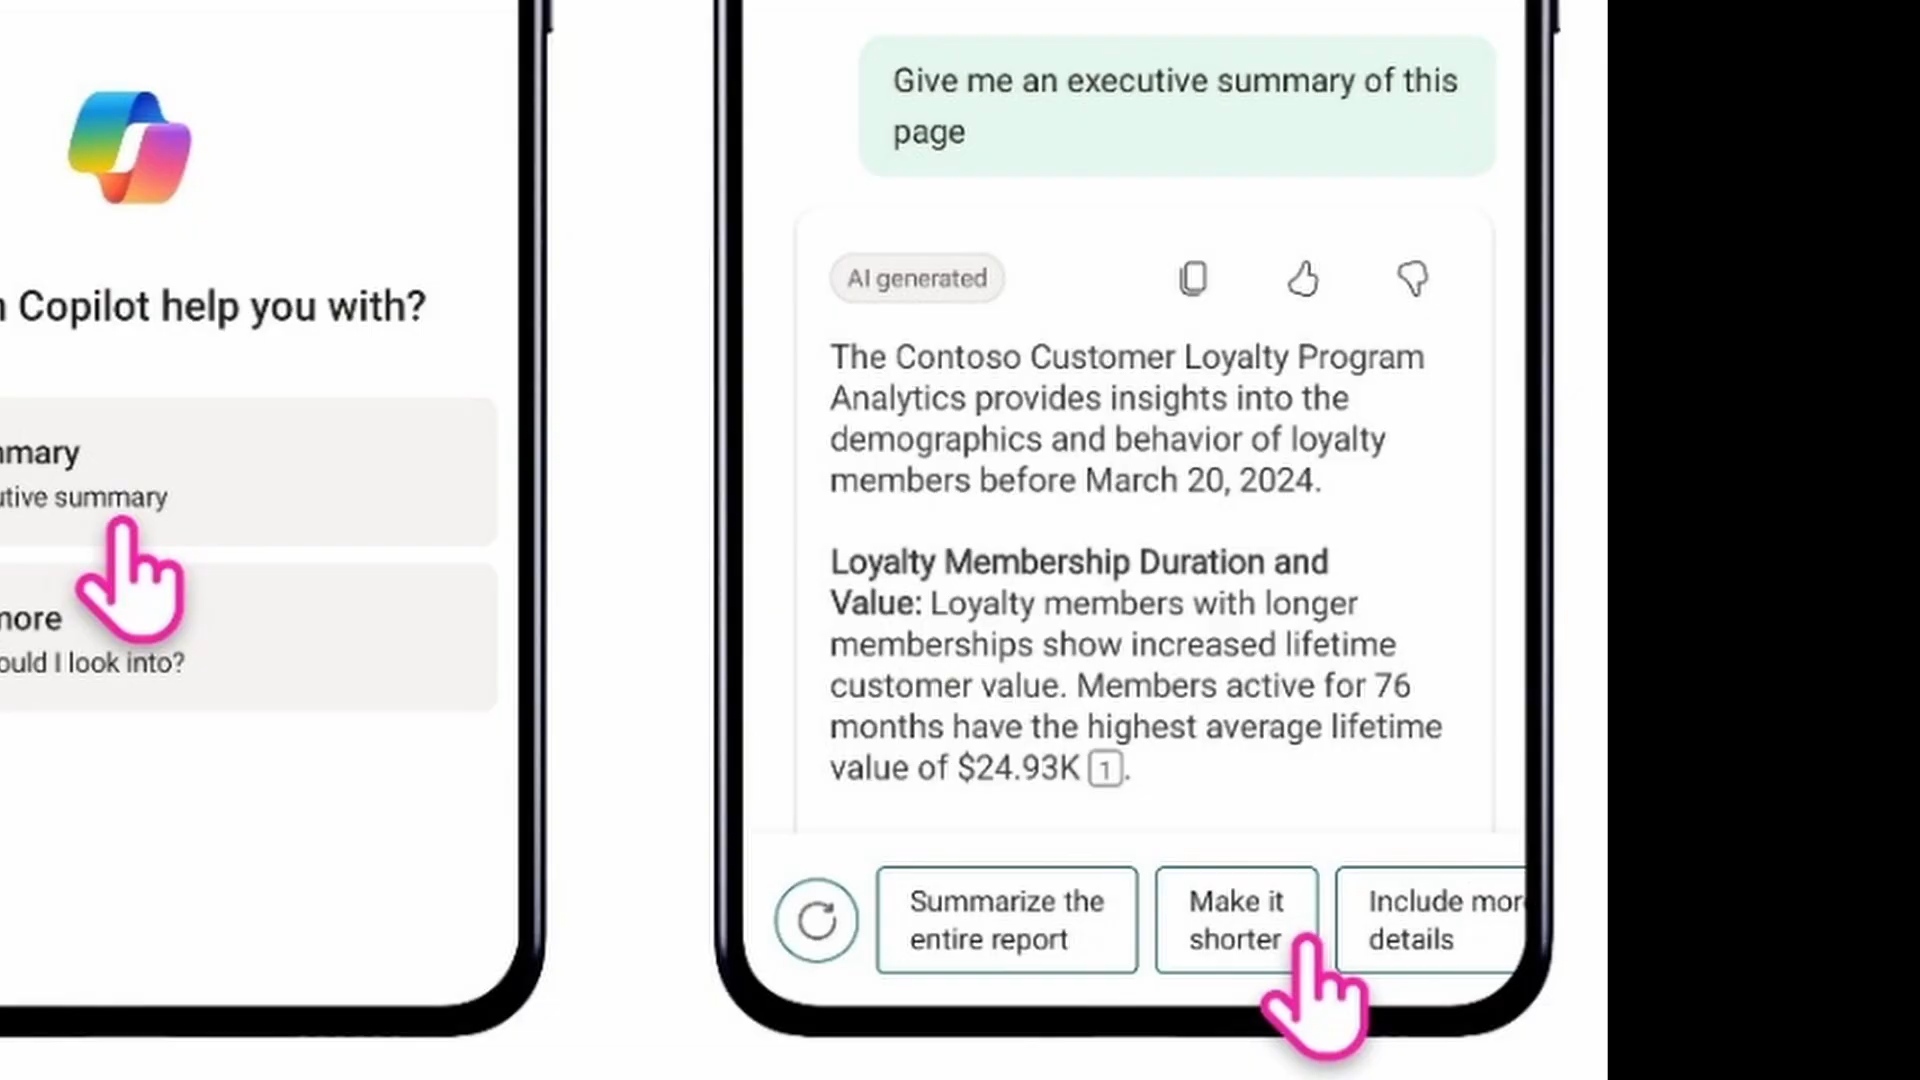 Copilot help you with?
mmary
utive summary
more
ould I look into?
Give me an executive summary of this
page
AI generated
The Contoso Customer Loyalty Program
Analytics provides insights into the
demographics and behavior of loyalty
members before March 20, 2024.
Loyalty Membership Duration and
Value: Loyalty members with longer
memberships show increased lifetime
customer value. Members active for 76
months have the highest average lifetime
value of $24.93K 1.
Summarize the
entire report
Make it
shorter
Include mor
details